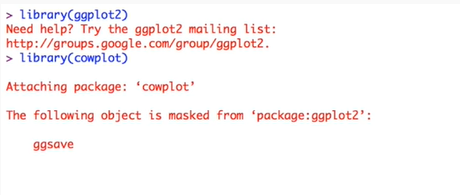 > library(ggplot2)
Need help? Try the ggplot2 mailing list:
http://groups.google.com/group/ggplot2.
> library(cowplot)
Attaching package: ‘cowplot’
The following object is masked from ‘package:ggplot2’:
ggsave